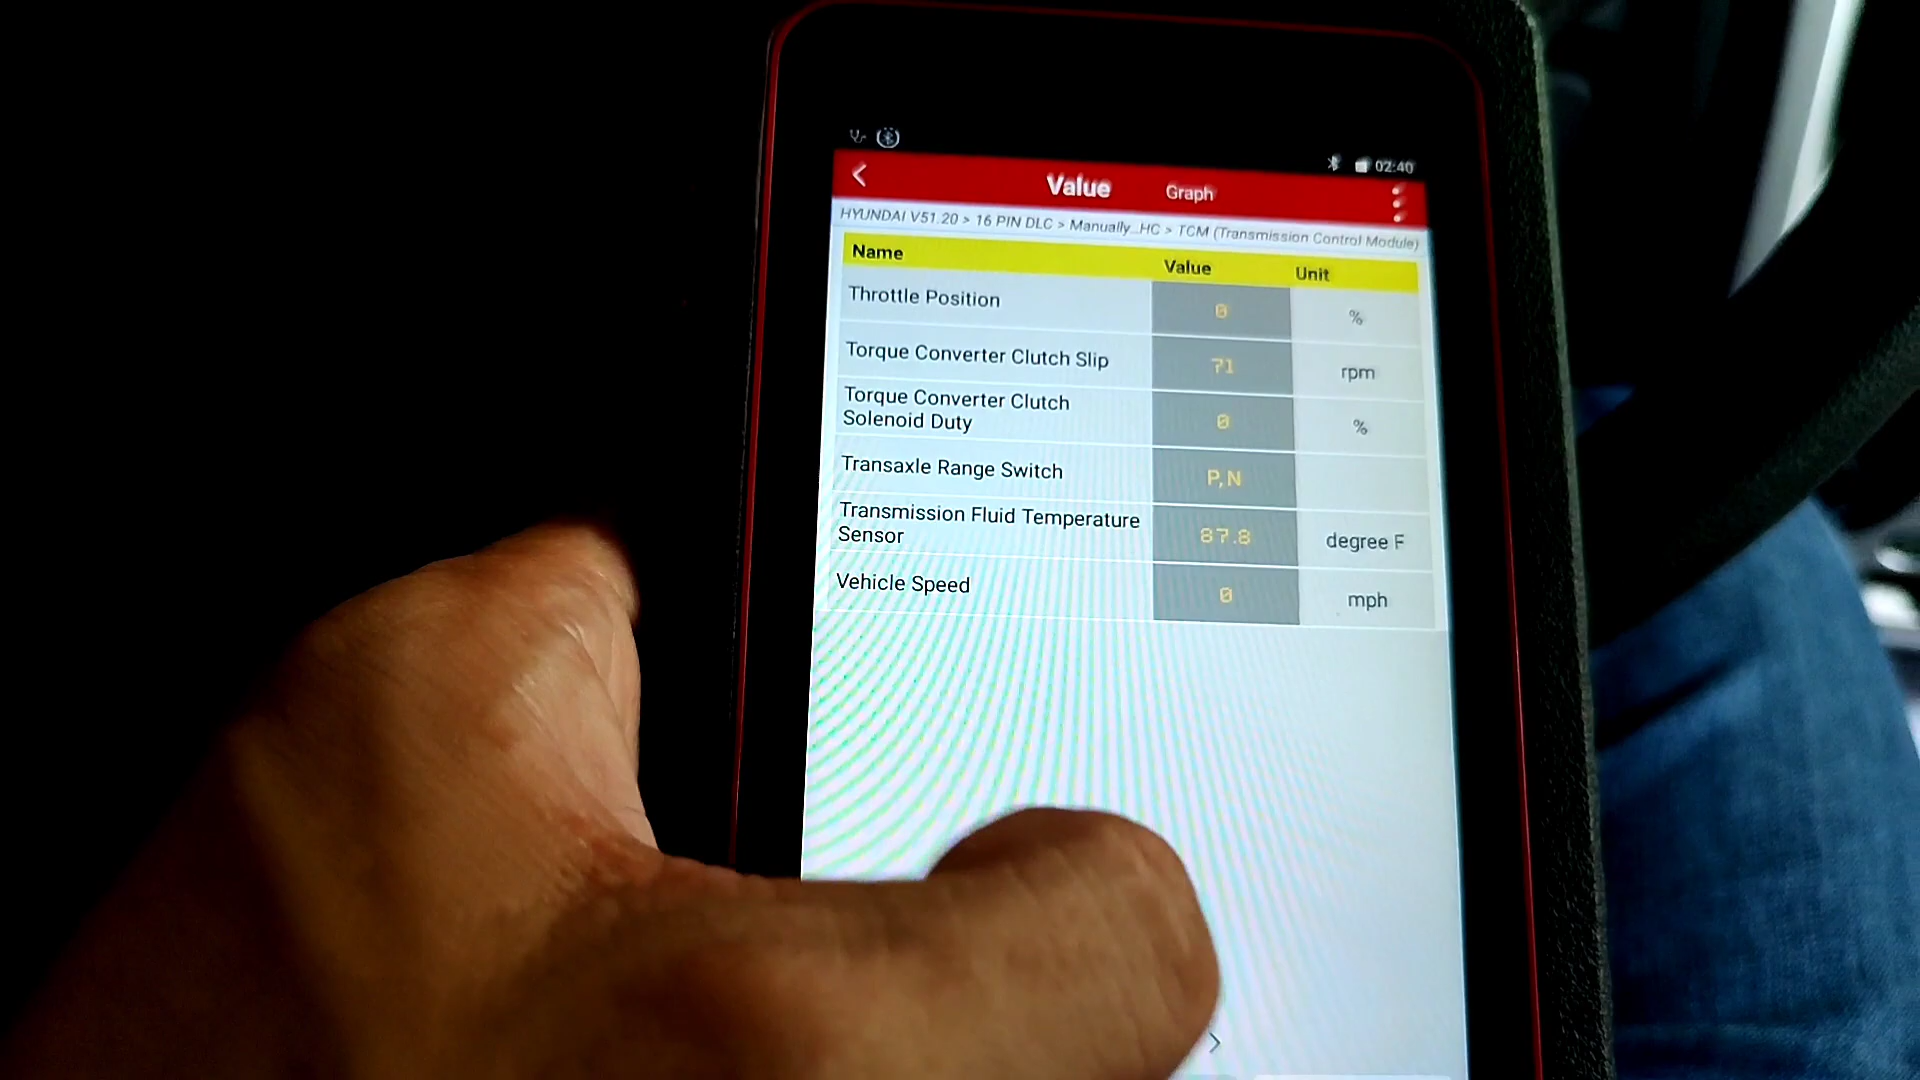 02:40
Value Graph
HYUNDAI V51.20 > 16 PIN DLC > Manually...HC > TCM (Transmission Control Module)
Name Value Unit
Throttle Position 0 %
Torque Converter Clutch Slip 71 rpm
Torque Converter Clutch
Solenoid Duty 0 %
Transaxle Range Switch P,N
Transmission Fluid Temperature
Sensor 87.8 degree F
Vehicle Speed 0 mph